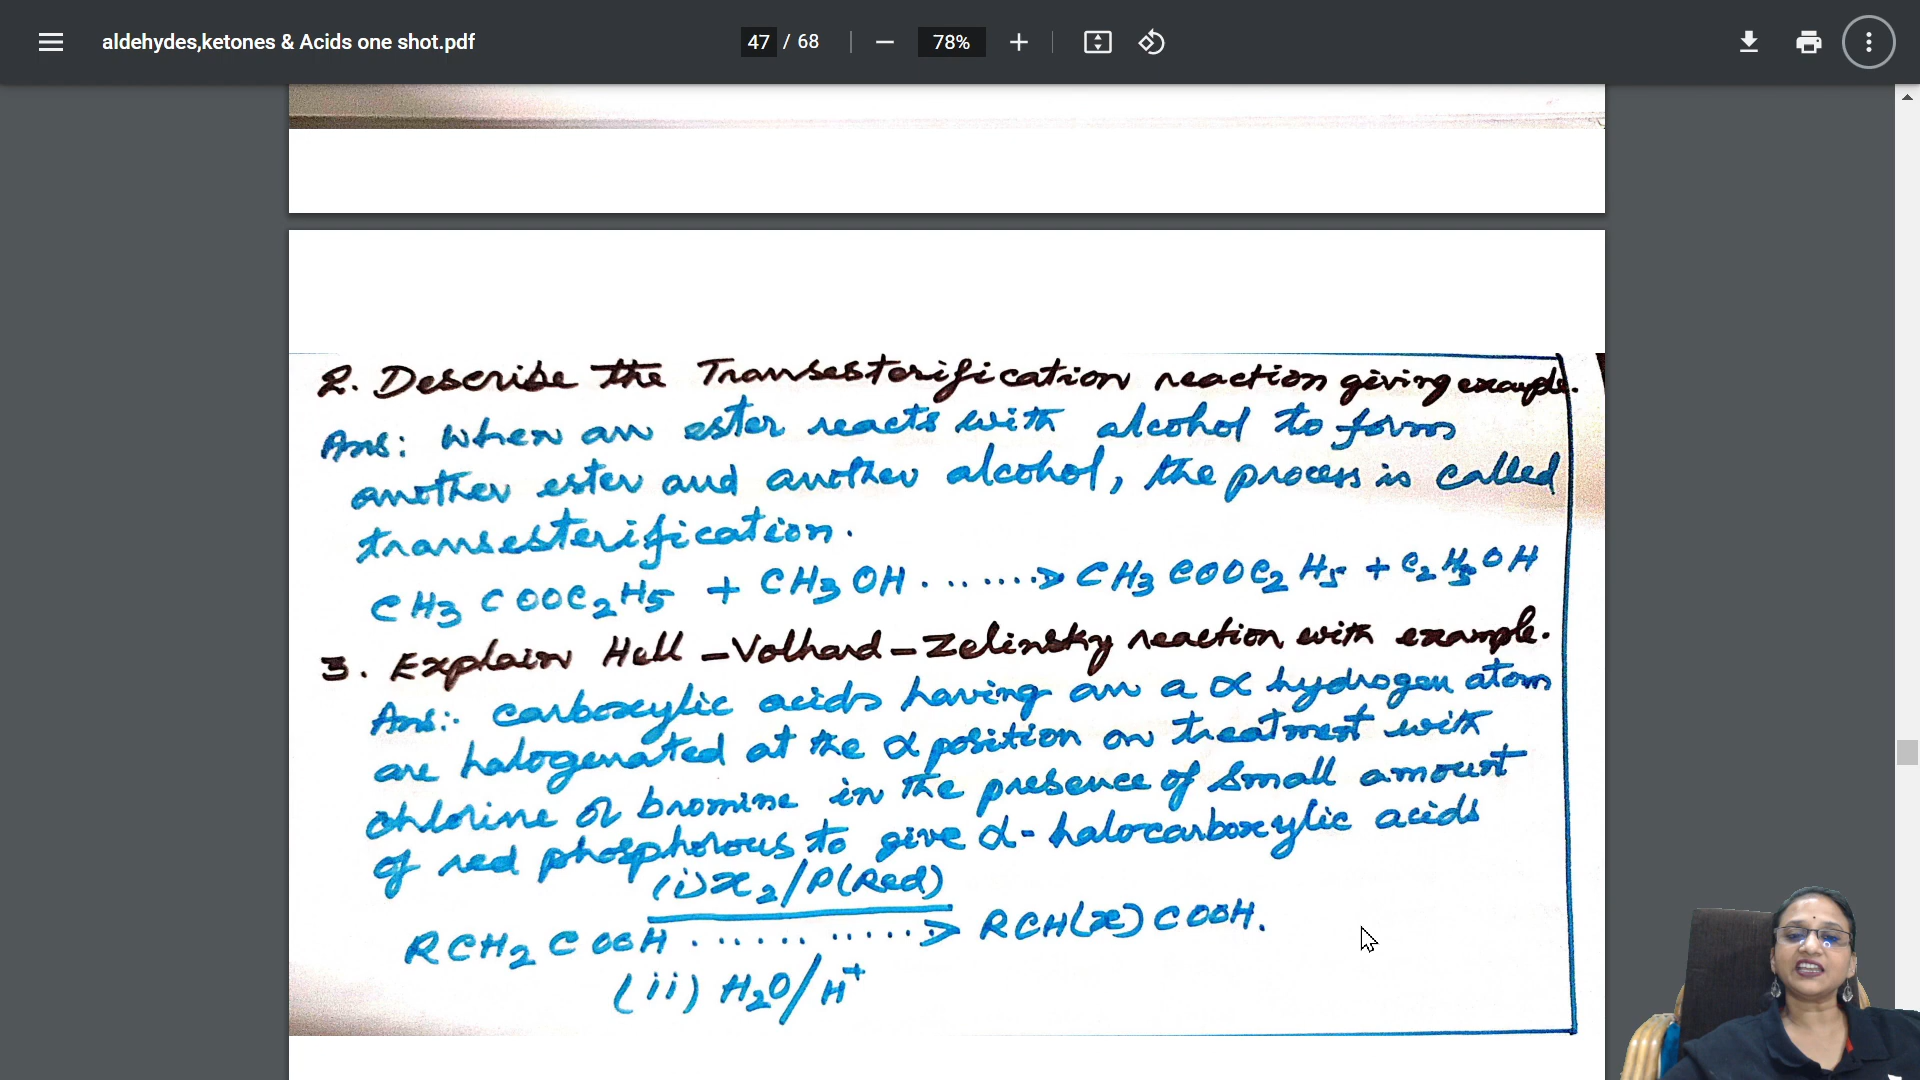 aldehydes,ketones & Acids one shot.pdf
47 / 68
78%
2. Describe the Transesterification reaction giving example.
Ans: When an ester reacts with alcohol to form
another ester and another alcohol, the process is called
transesterification.
CH3 COOC2H5 + CH3OH .......> CH3 COOC2 H5 + C2H5OH
3. Explain Hell-Volhard-Zelinsky reaction with example.
Ans:. carboxylic acids having an a α hydrogen atom
are halogenated at the α position on treatment with
chlorine or bromine in the presence of small amount
of red phosphorous to give α-halocarboxylic acids
(i)x2/P(Red)
RCH2 COOH ...........> RCH(x)COOH.
(ii) H2O/H+